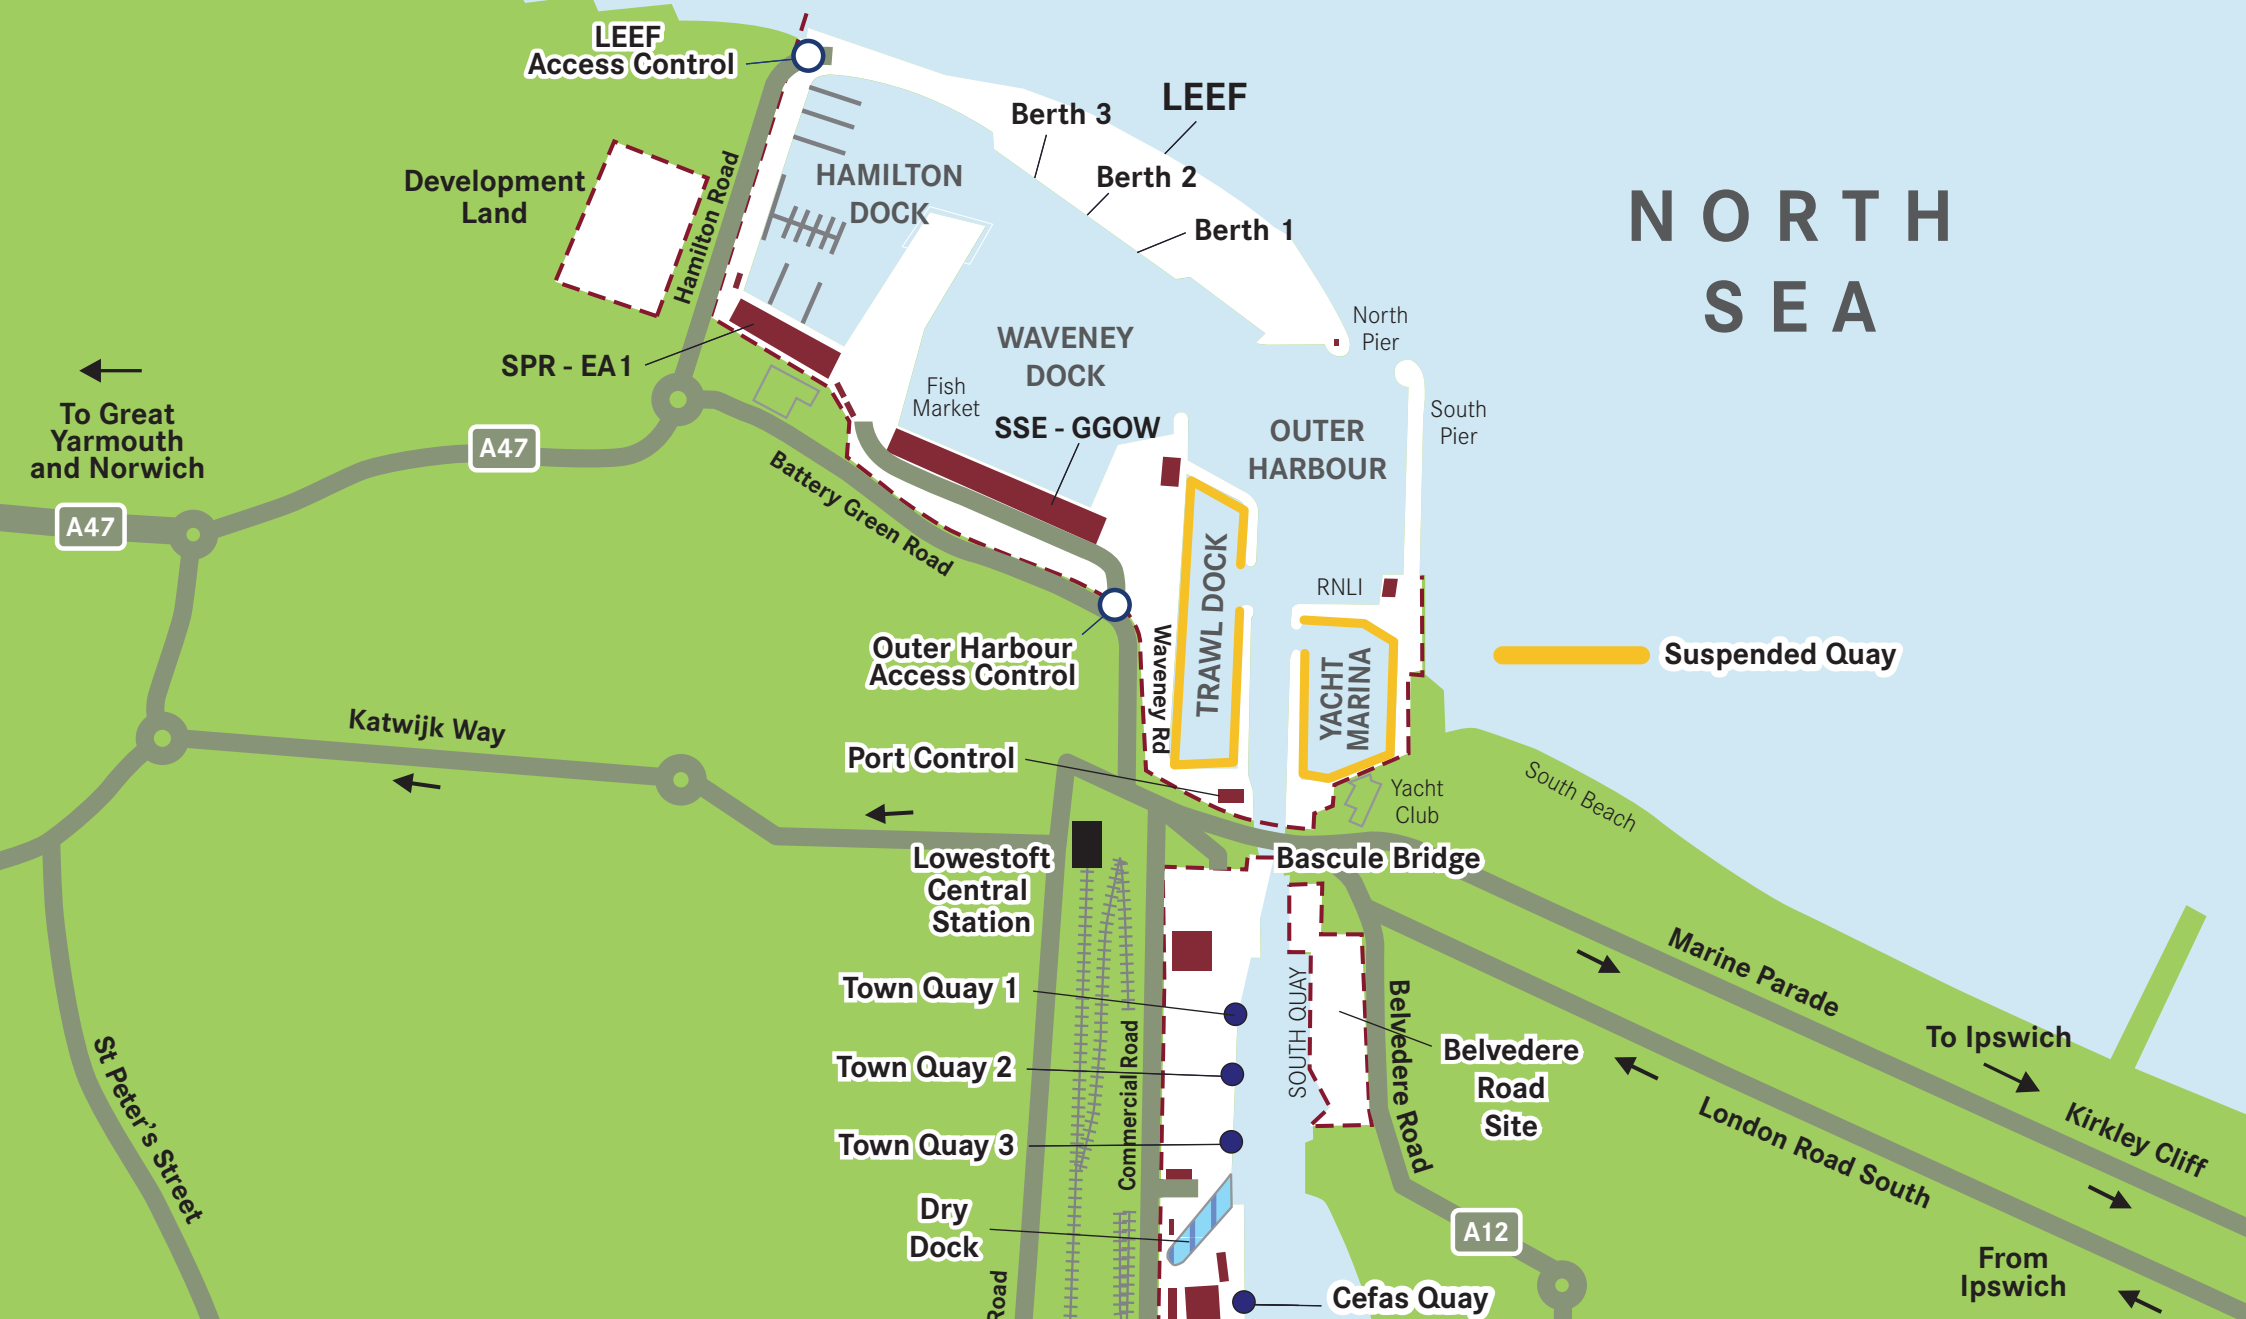 LEEF
Access Control
Berth 3
LEEF
HAMILTON
DOCK
Berth 2
Berth 1
Development
Land
Hamilton Road
NORTH
SEA
North
Pier
SPR - EA1
WAVENEY
DOCK
Fish
Market
SSE - GGOW
OUTER
HARBOUR
South
Pier
To Great
Yarmouth
and Norwich
A47
A47
Battery Green Road
TRAWL DOCK
RNLI
Outer Harbour
Access Control
Waveney Rd
YACHT
MARINA
Suspended Quay
Katwijk Way
Port Control
Yacht
Club
South Beach
Lowestoft
Central
Station
Bascule Bridge
Marine Parade
Town Quay 1
Town Quay 2
Town Quay 3
Commercial Road
SOUTH QUAY
Belvedere Road
Belvedere
Road
Site
To Ipswich
Kirkley Cliff
London Road South
St Peter's Street
Dry
Dock
A12
From
Ipswich
Road
Cefas Quay